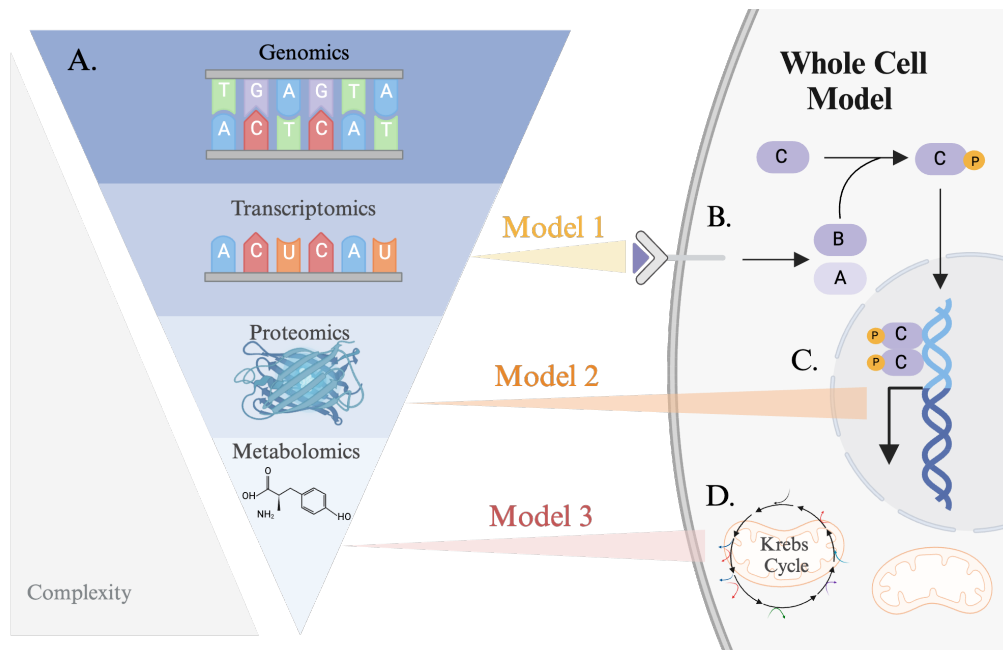 A.
Genomics
T G A G T A
A C T C A T
Transcriptomics
A C U C A U
Proteomics
Metabolomics
O
OH
NH₂
HO
Complexity
Model 1
Model 2
Model 3
Whole Cell
Model
C
C P
B.
B
A
C.
P C
P C
D.
Krebs
Cycle